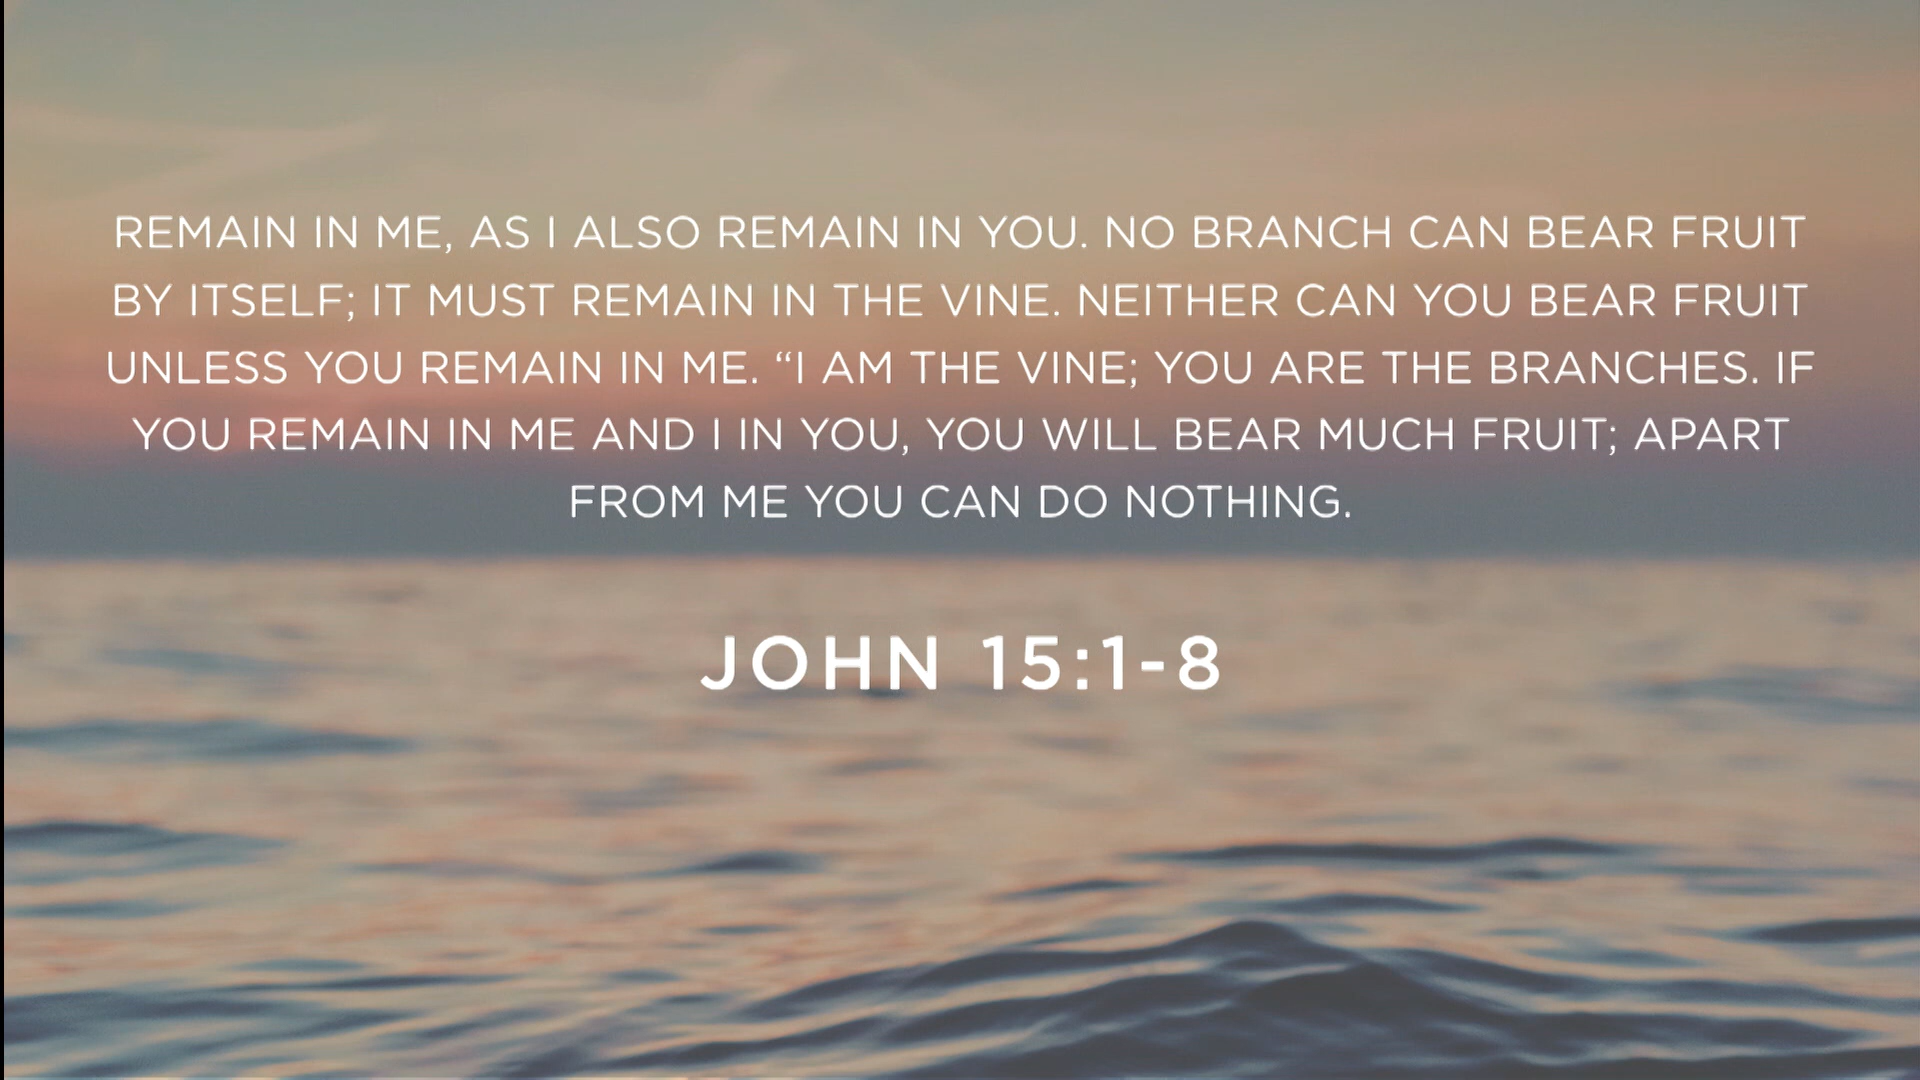 REMAIN IN ME, AS I ALSO REMAIN IN YOU. NO BRANCH CAN BEAR FRUIT
BY ITSELF; IT MUST REMAIN IN THE VINE. NEITHER CAN YOU BEAR FRUIT
UNLESS YOU REMAIN IN ME. “I AM THE VINE; YOU ARE THE BRANCHES. IF
YOU REMAIN IN ME AND I IN YOU, YOU WILL BEAR MUCH FRUIT; APART
FROM ME YOU CAN DO NOTHING.
JOHN 15:1-8